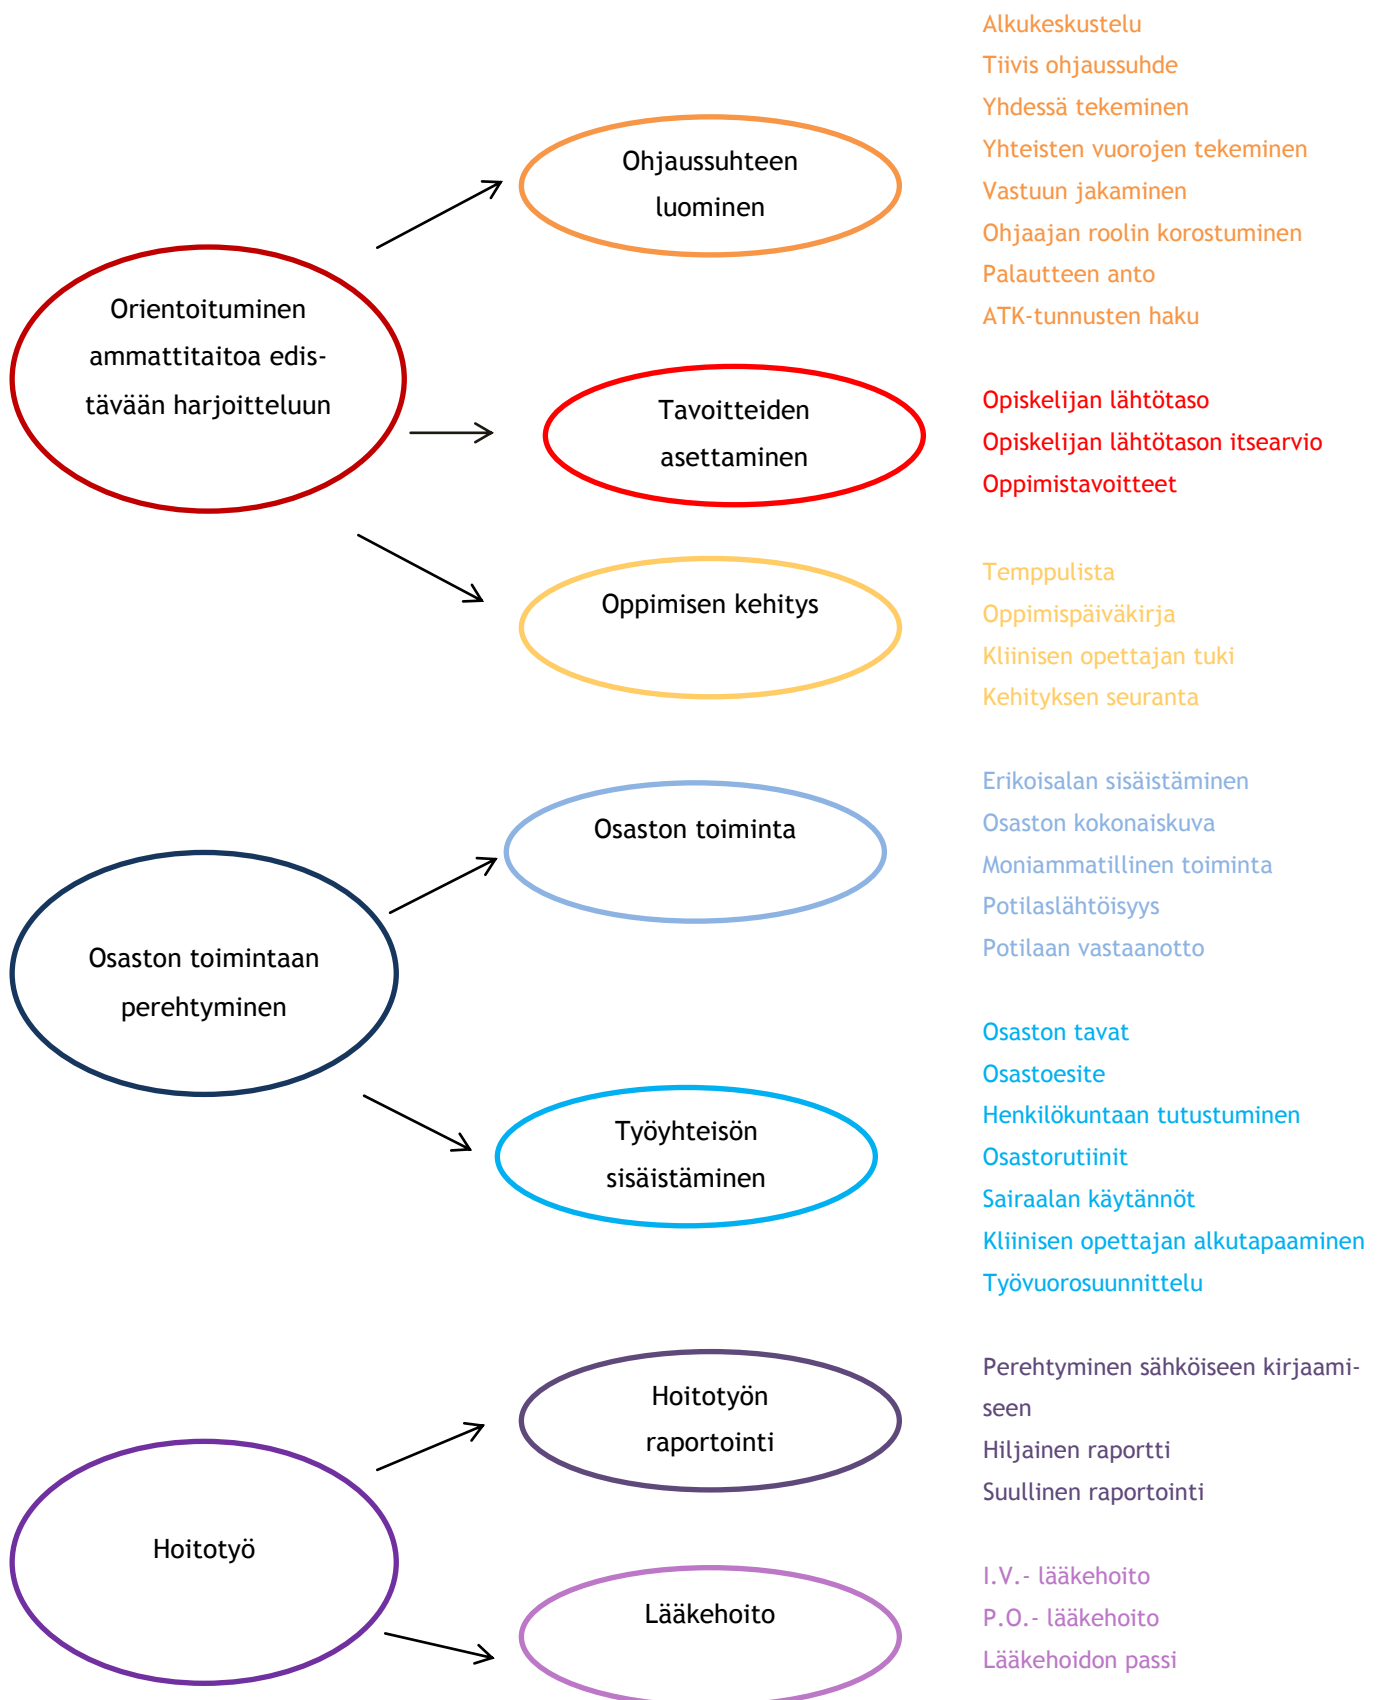 Alkukeskustelu
Tiivis ohjaussuhde
Yhdessä tekeminen
Yhteisten vuorojen tekeminen
Vastuun jakaminen
Ohjaajan roolin korostuminen
Palautteen anto
ATK-tunnusten haku
Ohjaussuhteen
luominen
Orientoituminen
ammattitaitoa edis-
tävään harjoitteluun
Tavoitteiden
asettaminen
Opiskelijan lähtötaso
Opiskelijan lähtötason itsearvio
Oppimistavoitteet
Oppimisen kehitys
Temppulista
Oppimispäiväkirja
Kliinisen opettajan tuki
Kehityksen seuranta
Osaston toimintaan
perehtyminen
Osaston toiminta
Erikoisalan sisäistäminen
Osaston kokonaiskuva
Moniammatillinen toiminta
Potilaslähtöisyys
Potilaan vastaanotto
Työyhteisön
sisäistäminen
Osaston tavat
Osastoesite
Henkilökuntaan tutustuminen
Osastorutiinit
Sairaalan käytännöt
Kliinisen opettajan alkutapaaminen
Työvuorosuunnittelu
Hoitotyö
Hoitotyön
raportointi
Perehtyminen sähköiseen kirjaami-
seen
Hiljainen raportti
Suullinen raportointi
Lääkehoito
I.V.- lääkehoito
P.O.- lääkehoito
Lääkehoidon passi